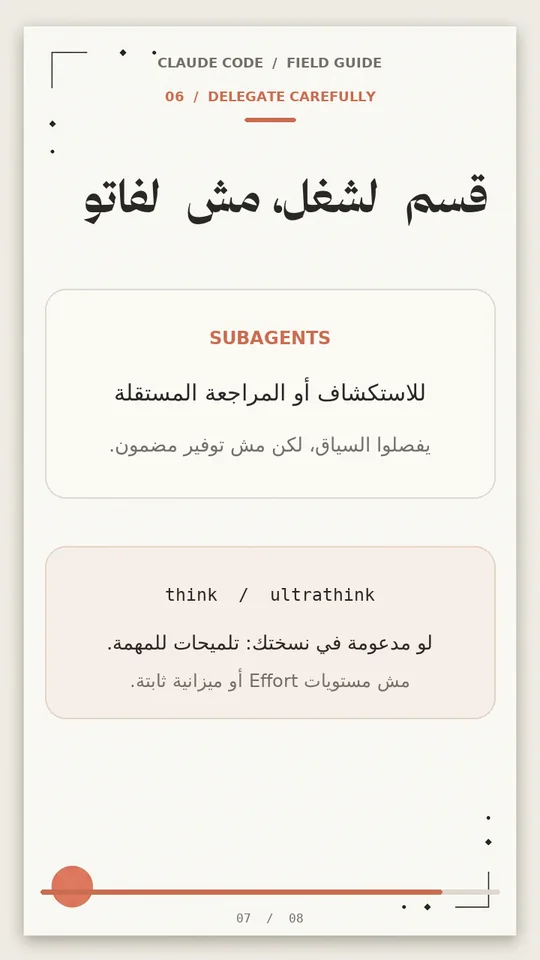 CLAUDE CODE / FIELD GUIDE
06 / DELEGATE CAREFULLY
قسم لشغل، مش لفاتو
SUBAGENTS
للاستكشاف أو المراجعة المستقلة
يفصلوا السياق، لكن مش توفير مضمون.
think / ultrathink
لو مدعومة في نسختك: تلميحات للمهمة.
مش مستويات Effort أو ميزانية ثابتة.
07 / 08